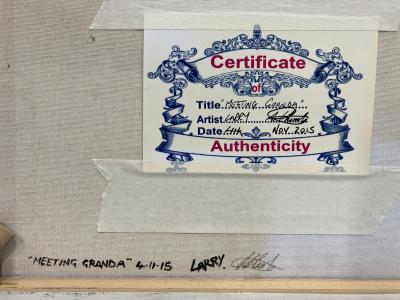 Certificate
of
Title "MEETING GRANDA"
Artist LARRY
Date 4th NOV. 2015
Authenticity
"MEETING GRANDA" 4-11-15 LARRY.